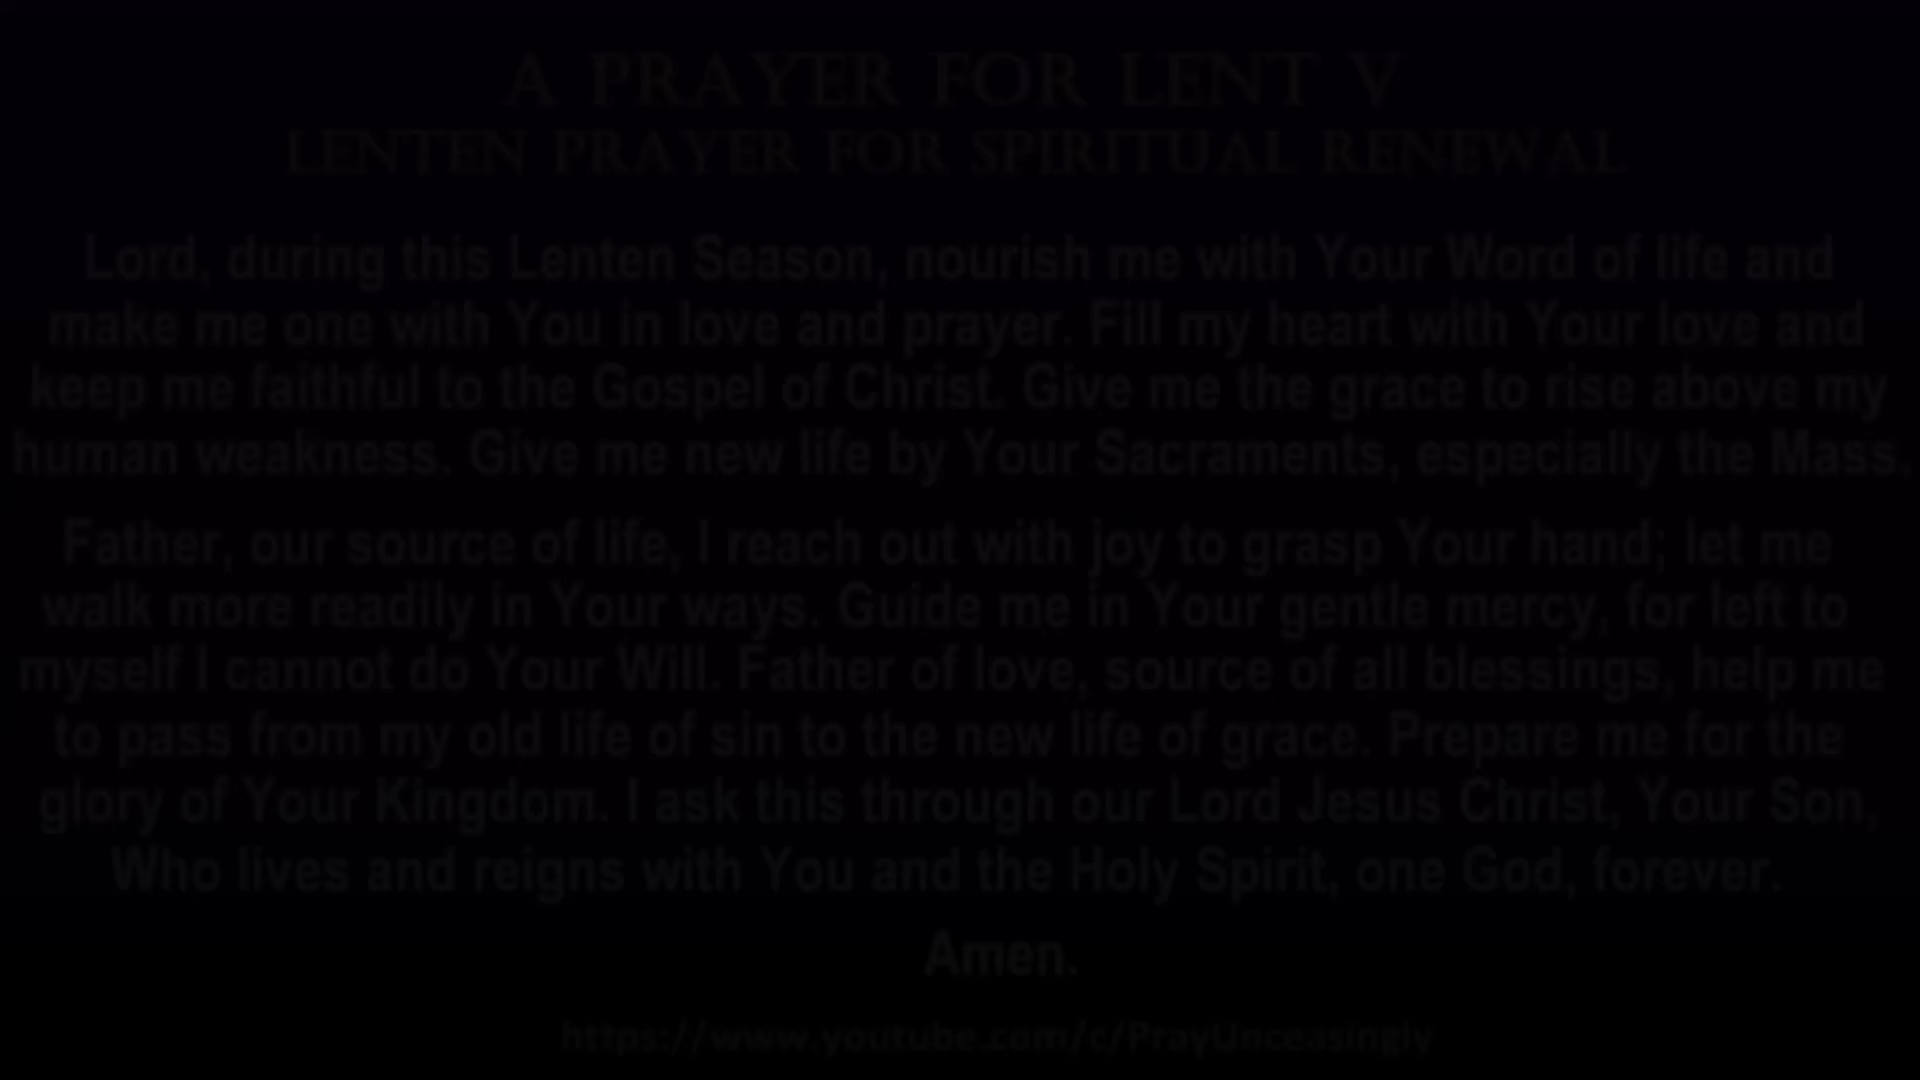 A PRAYER FOR LENT V
LENTEN PRAYER FOR SPIRITUAL RENEWAL
Lord, during this Lenten Season, nourish me with Your Word of life and
make me one with You in love and prayer. Fill my heart with Your love and
keep me faithful to the Gospel of Christ. Give me the grace to rise above my
human weakness. Give me new life by Your Sacraments, especially the Mass.
Father, our source of life, I reach out with joy to grasp Your hand; let me
walk more readily in Your ways. Guide me in Your gentle mercy, for left to
myself I cannot do Your Will. Father of love, source of all blessings, help me
to pass from my old life of sin to the new life of grace. Prepare me for the
glory of Your Kingdom. I ask this through our Lord Jesus Christ, Your Son,
Who lives and reigns with You and the Holy Spirit, one God, forever.
Amen.
https://www.youtube.com/c/PrayUnceasingly